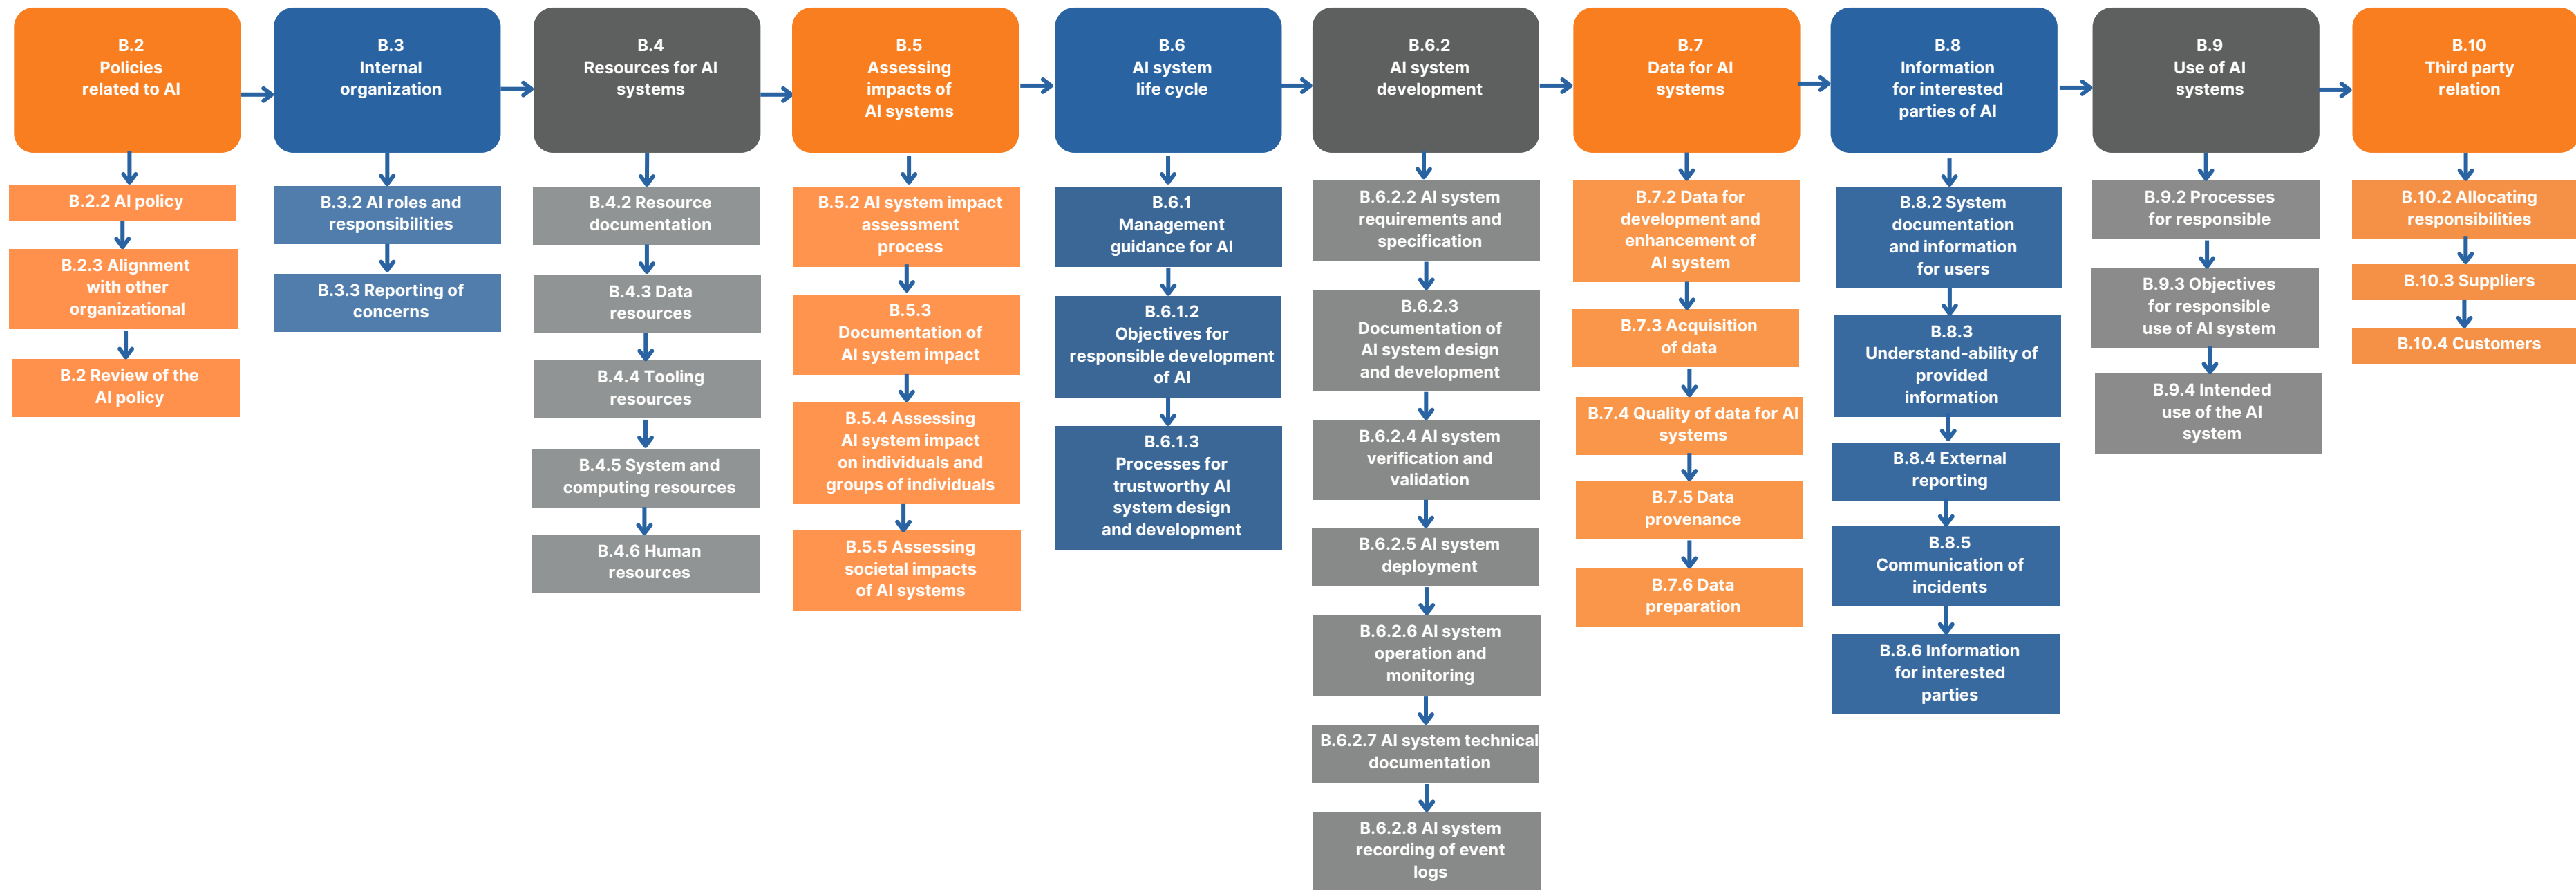 B.2
Policies
related to AI
B.2.2 AI policy
B.2.3 Alignment
with other
organizational
B.2 Review of the
AI policy
B.3
Internal
organization
B.3.2 AI roles and
responsibilities
B.3.3 Reporting of
concerns
B.4
Resources for AI
systems
B.4.2 Resource
documentation
B.4.3 Data
resources
B.4.4 Tooling
resources
B.4.5 System and
computing resources
B.4.6 Human
resources
B.5
Assessing
impacts of
AI systems
B.5.2 AI system impact
assessment
process
B.5.3
Documentation of
AI system impact
B.5.4 Assessing
AI system impact
on individuals and
groups of individuals
B.5.5 Assessing
societal impacts
of AI systems
B.6
AI system
life cycle
B.6.1
Management
guidance for AI
B.6.1.2
Objectives for
responsible development
of AI
B.6.1.3
Processes for
trustworthy AI
system design
and development
B.6.2
AI system
development
B.6.2.2 AI system
requirements and
specification
B.6.2.3
Documentation of
AI system design
and development
B.6.2.4 AI system
verification and
validation
B.6.2.5 AI system
deployment
B.6.2.6 AI system
operation and
monitoring
B.6.2.7 AI system technical
documentation
B.6.2.8 AI system
recording of event
logs
B.7
Data for AI
systems
B.7.2 Data for
development and
enhancement of
AI system
B.7.3 Acquisition
of data
B.7.4 Quality of data for AI
systems
B.7.5 Data
provenance
B.7.6 Data
preparation
B.8
Information
for interested
parties of AI
B.8.2 System
documentation
and information
for users
B.8.3
Understand-ability of
provided
information
B.8.4 External
reporting
B.8.5
Communication of
incidents
B.8.6 Information
for interested
parties
B.9
Use of AI
systems
B.9.2 Processes
for responsible
B.9.3 Objectives
for responsible
use of AI system
B.9.4 Intended
use of the AI
system
B.10
Third party
relation
B.10.2 Allocating
responsibilities
B.10.3 Suppliers
B.10.4 Customers